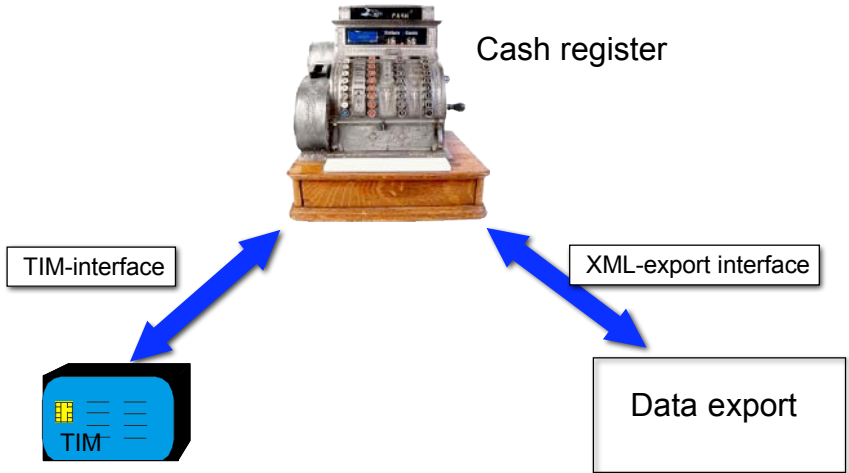 Cash register
TIM-interface
XML-export interface
TIM
Data export